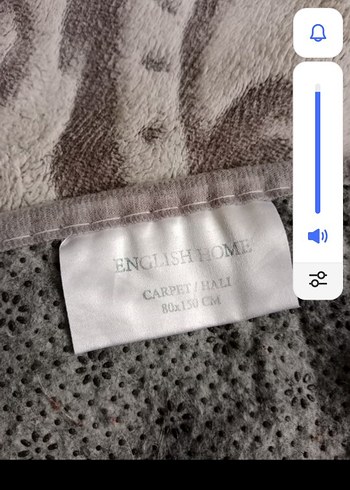 ENGLISH HOME
CARPET / HALI
80x150 CM